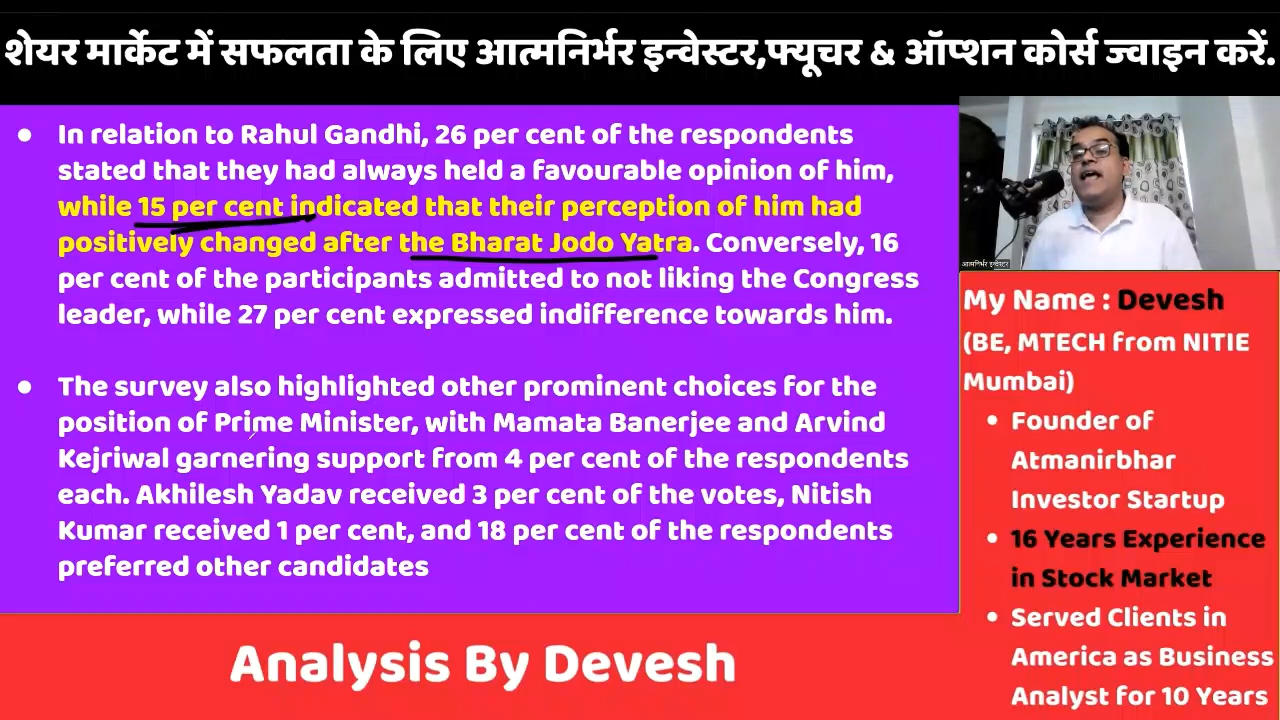 शेयर मार्केट में सफलता के लिए आत्मनिर्भर इन्वेस्टर,फ्यूचर & ऑप्शन कोर्स ज्वाइन करें.
● In relation to Rahul Gandhi, 26 per cent of the respondents
stated that they had always held a favourable opinion of him,
while 15 per cent indicated that their perception of him had
positively changed after the Bharat Jodo Yatra. Conversely, 16
per cent of the participants admitted to not liking the Congress
leader, while 27 per cent expressed indifference towards him.
● The survey also highlighted other prominent choices for the
position of Prime Minister, with Mamata Banerjee and Arvind
Kejriwal garnering support from 4 per cent of the respondents
each. Akhilesh Yadav received 3 per cent of the votes, Nitish
Kumar received 1 per cent, and 18 per cent of the respondents
preferred other candidates
आत्मनिर्भर इन्वेस्टर
My Name : Devesh
(BE, MTECH from NITIE
Mumbai)
• Founder of
Atmanirbhar
Investor Startup
• 16 Years Experience
in Stock Market
• Served Clients in
America as Business
Analyst for 10 Years
Analysis By Devesh